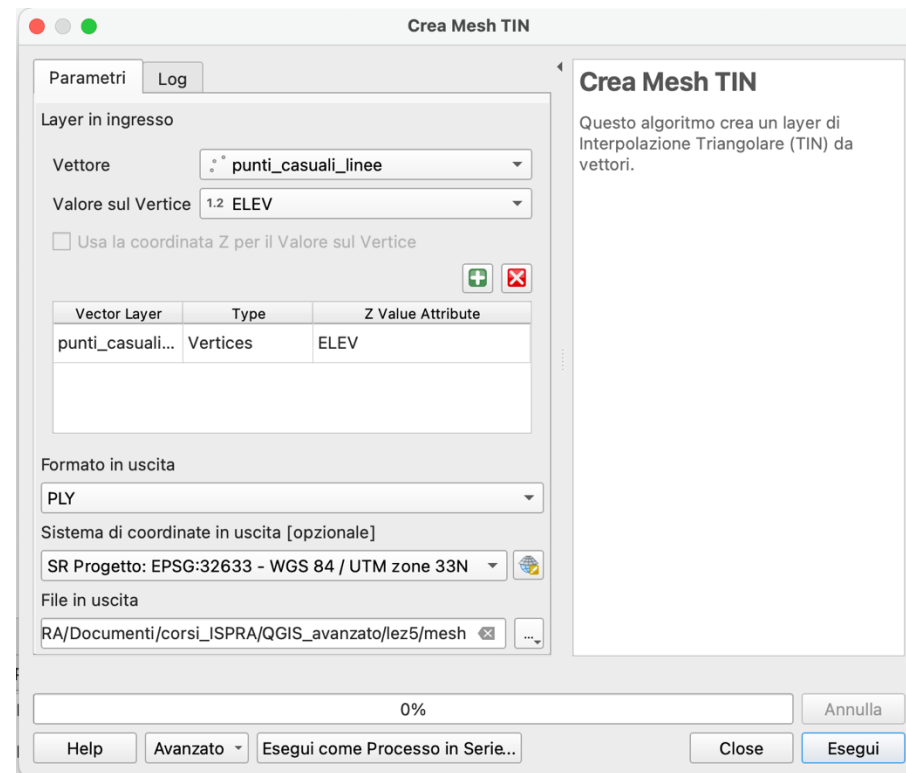 Crea Mesh TIN
Parametri
Log
Layer in ingresso
Vettore
punti_casuali_linee
Valore sul Vertice
1.2 ELEV
Usa la coordinata Z per il Valore sul Vertice
Vector Layer Type Z Value Attribute
punti_casuali... Vertices ELEV
Formato in uscita
PLY
Sistema di coordinate in uscita [opzionale]
SR Progetto: EPSG:32633 - WGS 84 / UTM zone 33N
File in uscita
RA/Documenti/corsi_ISPRA/QGIS_avanzato/lez5/mesh
...
Crea Mesh TIN
Questo algoritmo crea un layer di
Interpolazione Triangolare (TIN) da
vettori.
0%
Annulla
Help
Avanzato
Esegui come Processo in Serie...
Close
Esegui